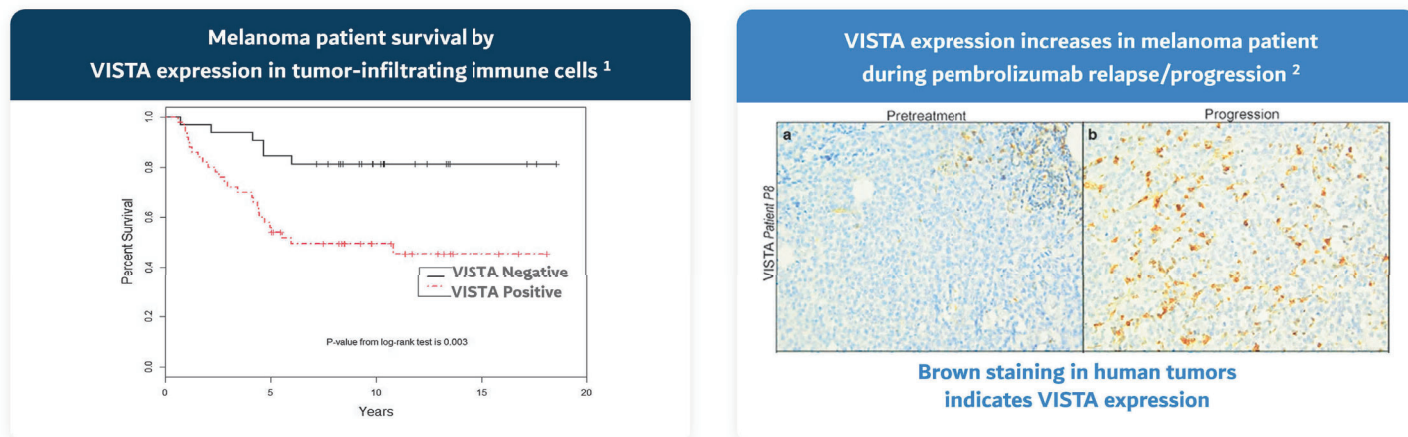 Melanoma patient survival by
VISTA expression in tumor-infiltrating immune cells 1
1.0
0.8
0.6
0.4
0.2
0.0
Percent Survival
VISTA Negative
VISTA Positive
P-value from log-rank test is 0.003
0 5 10 15 20
Years
VISTA expression increases in melanoma patient
during pembrolizumab relapse/progression 2
Pretreatment Progression
a b
VISTA Patient P8
Brown staining in human tumors
indicates VISTA expression